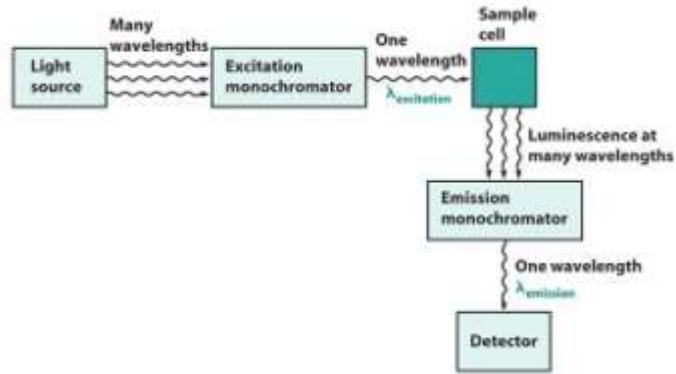 Light
source
Many
wavelengths
Excitation
monochromator
One
wavelength
λexcitation
Sample
cell
Luminescence at
many wavelengths
Emission
monochromator
One wavelength
λemission
Detector